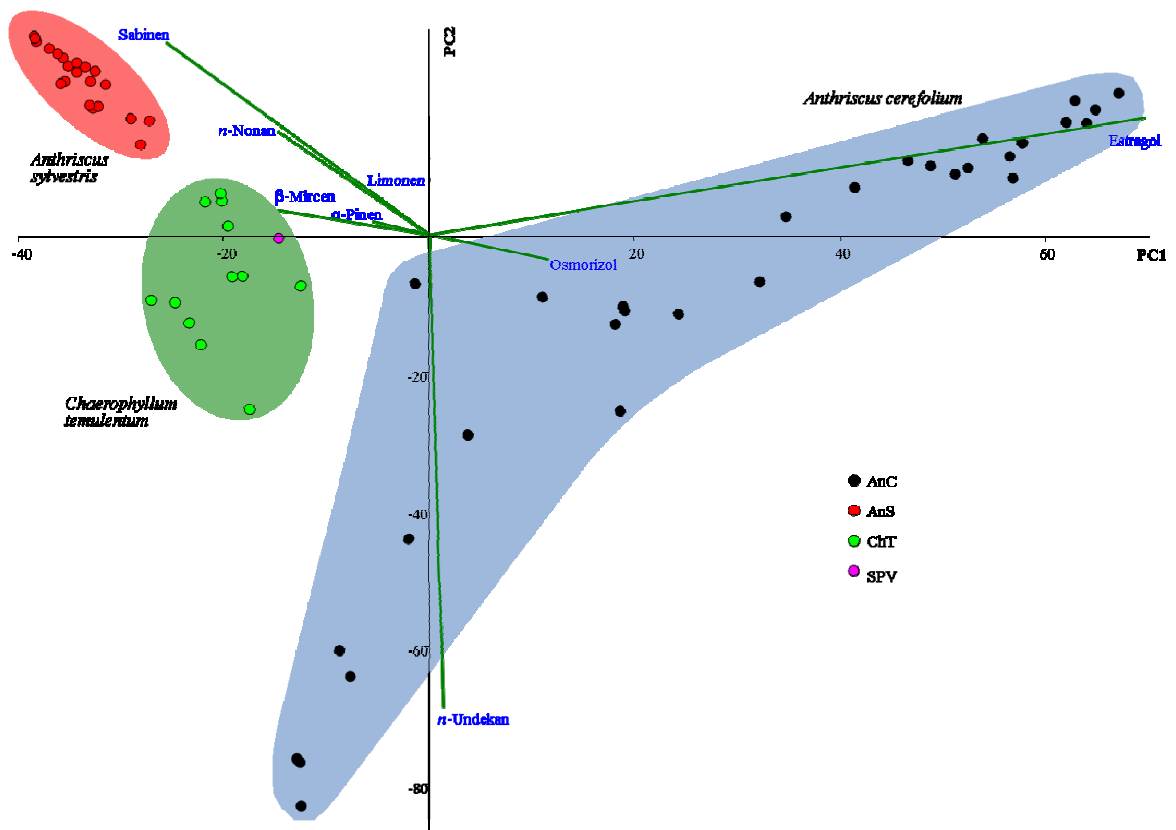 Sabinen
PC2
Anthriscus cerefolium
n-Nonan
Estragol
Anthriscus
sylvestris
Limonen
β-Mircen
α-Pinen
-40
-20
20
40
60
PC1
Osmorizol
-20
Chaerophyllum
temulentum
AnC
-40
AnS
ChT
SPV
-60
n-Undekan
-80